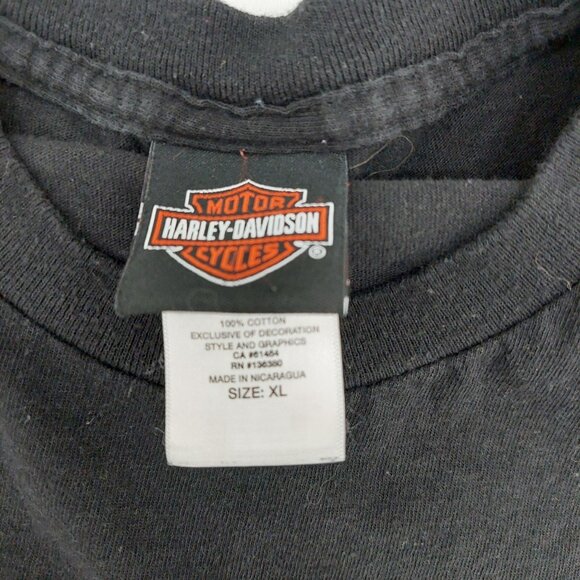 MOTOR
HARLEY-DAVIDSON
CYCLES
®
100% COTTON
EXCLUSIVE OF DECORATION
STYLE AND GRAPHICS
CA #61484
RN #136380
MADE IN NICARAGUA
SIZE: XL